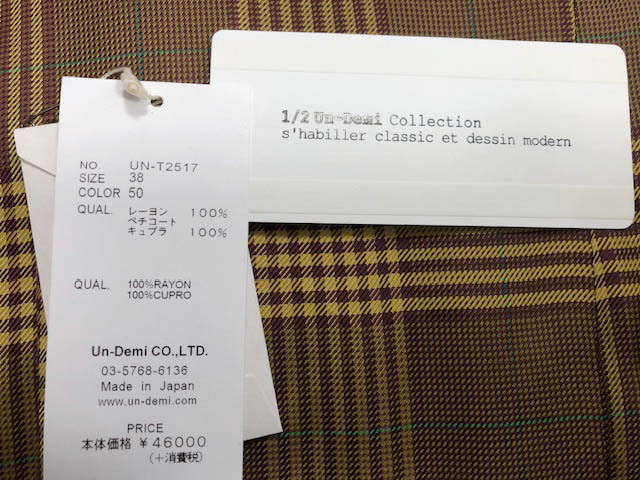 1/2 Un-Demi Collection
s'habiller classic et dessin modern
NO. UN-T2517
SIZE 38
COLOR 50
QUAL. レーヨン 100%
ペチコート
キュプラ 100%
QUAL. 100%RAYON
100%CUPRO
Un-Demi CO.,LTD.
03-5768-6136
Made in Japan
www.un-demi.com
PRICE
本体価格 ¥46000
(+消費税)